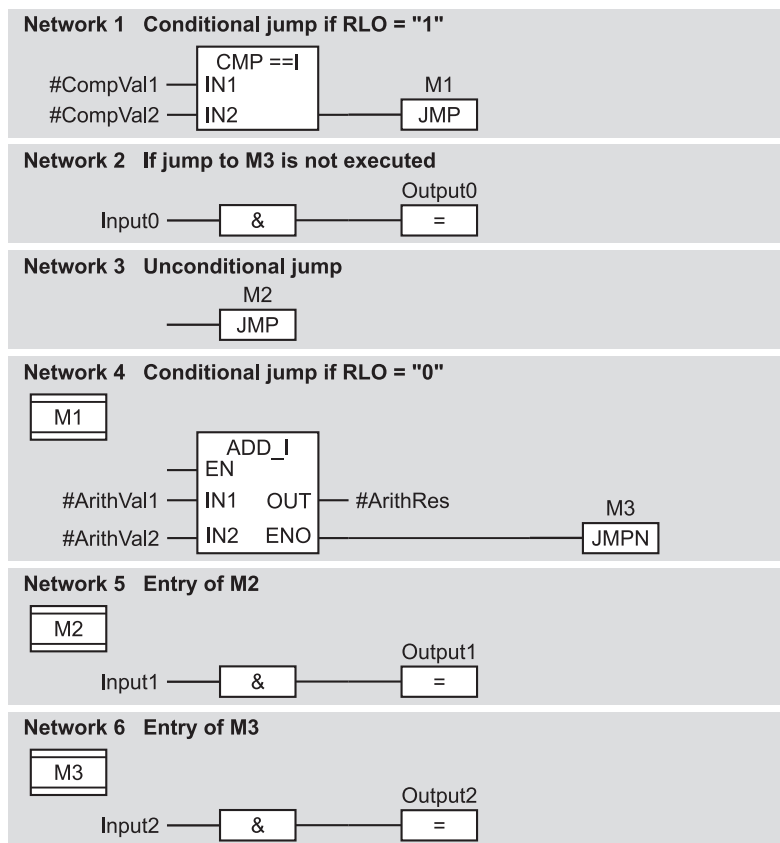 Network 1 Conditional jump if RLO = "1"
CMP ==I
#CompVal1 IN1 M1
#CompVal2 IN2 JMP
Network 2 If jump to M3 is not executed
Output0
Input0 & =
Network 3 Unconditional jump
M2
JMP
Network 4 Conditional jump if RLO = "0"
M1
ADD_I
EN
#ArithVal1 IN1 OUT #ArithRes M3
#ArithVal2 IN2 ENO JMPN
Network 5 Entry of M2
M2
Output1
Input1 & =
Network 6 Entry of M3
M3
Output2
Input2 & =